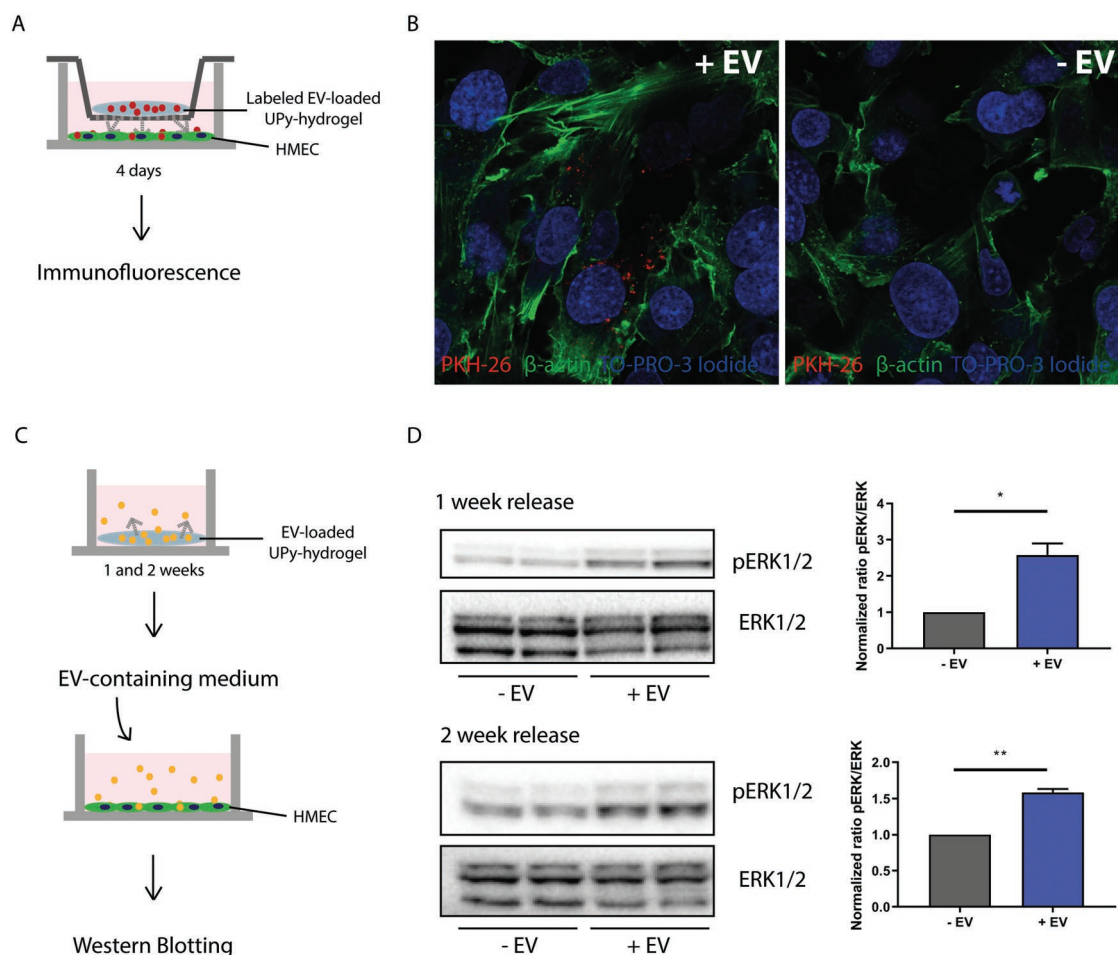 A
Labeled EV-loaded
UPy-hydrogel
HMEC
4 days
Immunofluorescence
B
+ EV
PKH-26 β-actin TO-PRO-3 Iodide
- EV
PKH-26 β-actin TO-PRO-3 Iodide
C
EV-loaded
UPy-hydrogel
1 and 2 weeks
EV-containing medium
HMEC
Western Blotting
D
1 week release
pERK1/2
ERK1/2
- EV
+ EV
Normalized ratio pERK/ERK
4
3
2
1
0
*
- EV
+ EV
2 week release
pERK1/2
ERK1/2
- EV
+ EV
Normalized ratio pERK/ERK
2.0
1.5
1.0
0.5
0.0
**
- EV
+ EV